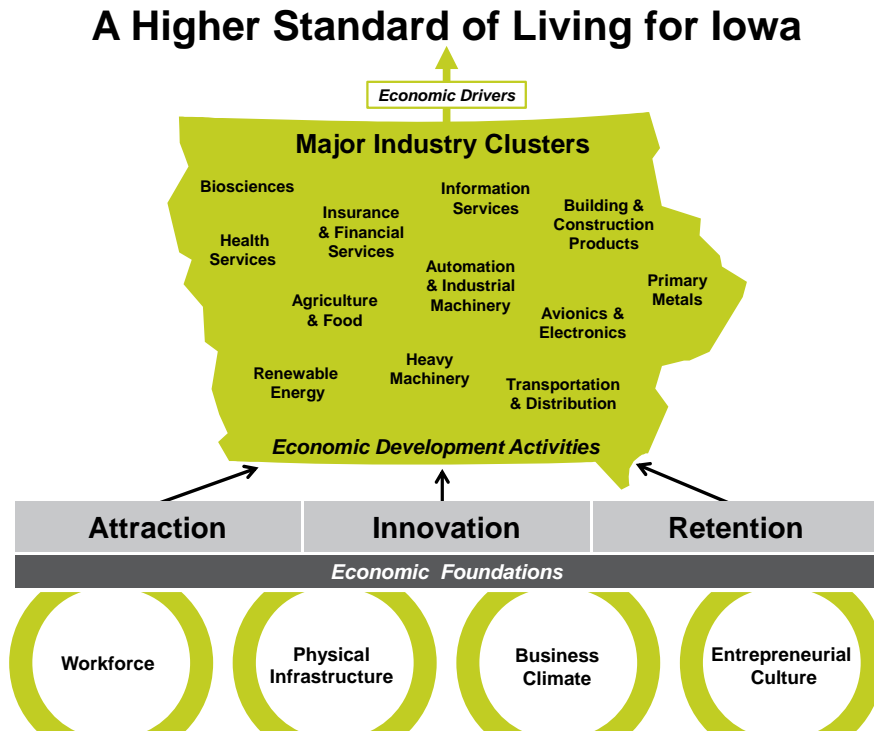 A Higher Standard of Living for Iowa
Economic Drivers
Major Industry Clusters
Biosciences
Information
Services
Building &
Construction
Products
Insurance
& Financial
Services
Health
Services
Automation
& Industrial
Machinery
Primary
Metals
Agriculture
& Food
Avionics &
Electronics
Heavy
Machinery
Renewable
Energy
Transportation
& Distribution
Economic Development Activities
Attraction
Innovation
Retention
Economic Foundations
Workforce
Physical
Infrastructure
Business
Climate
Entrepreneurial
Culture